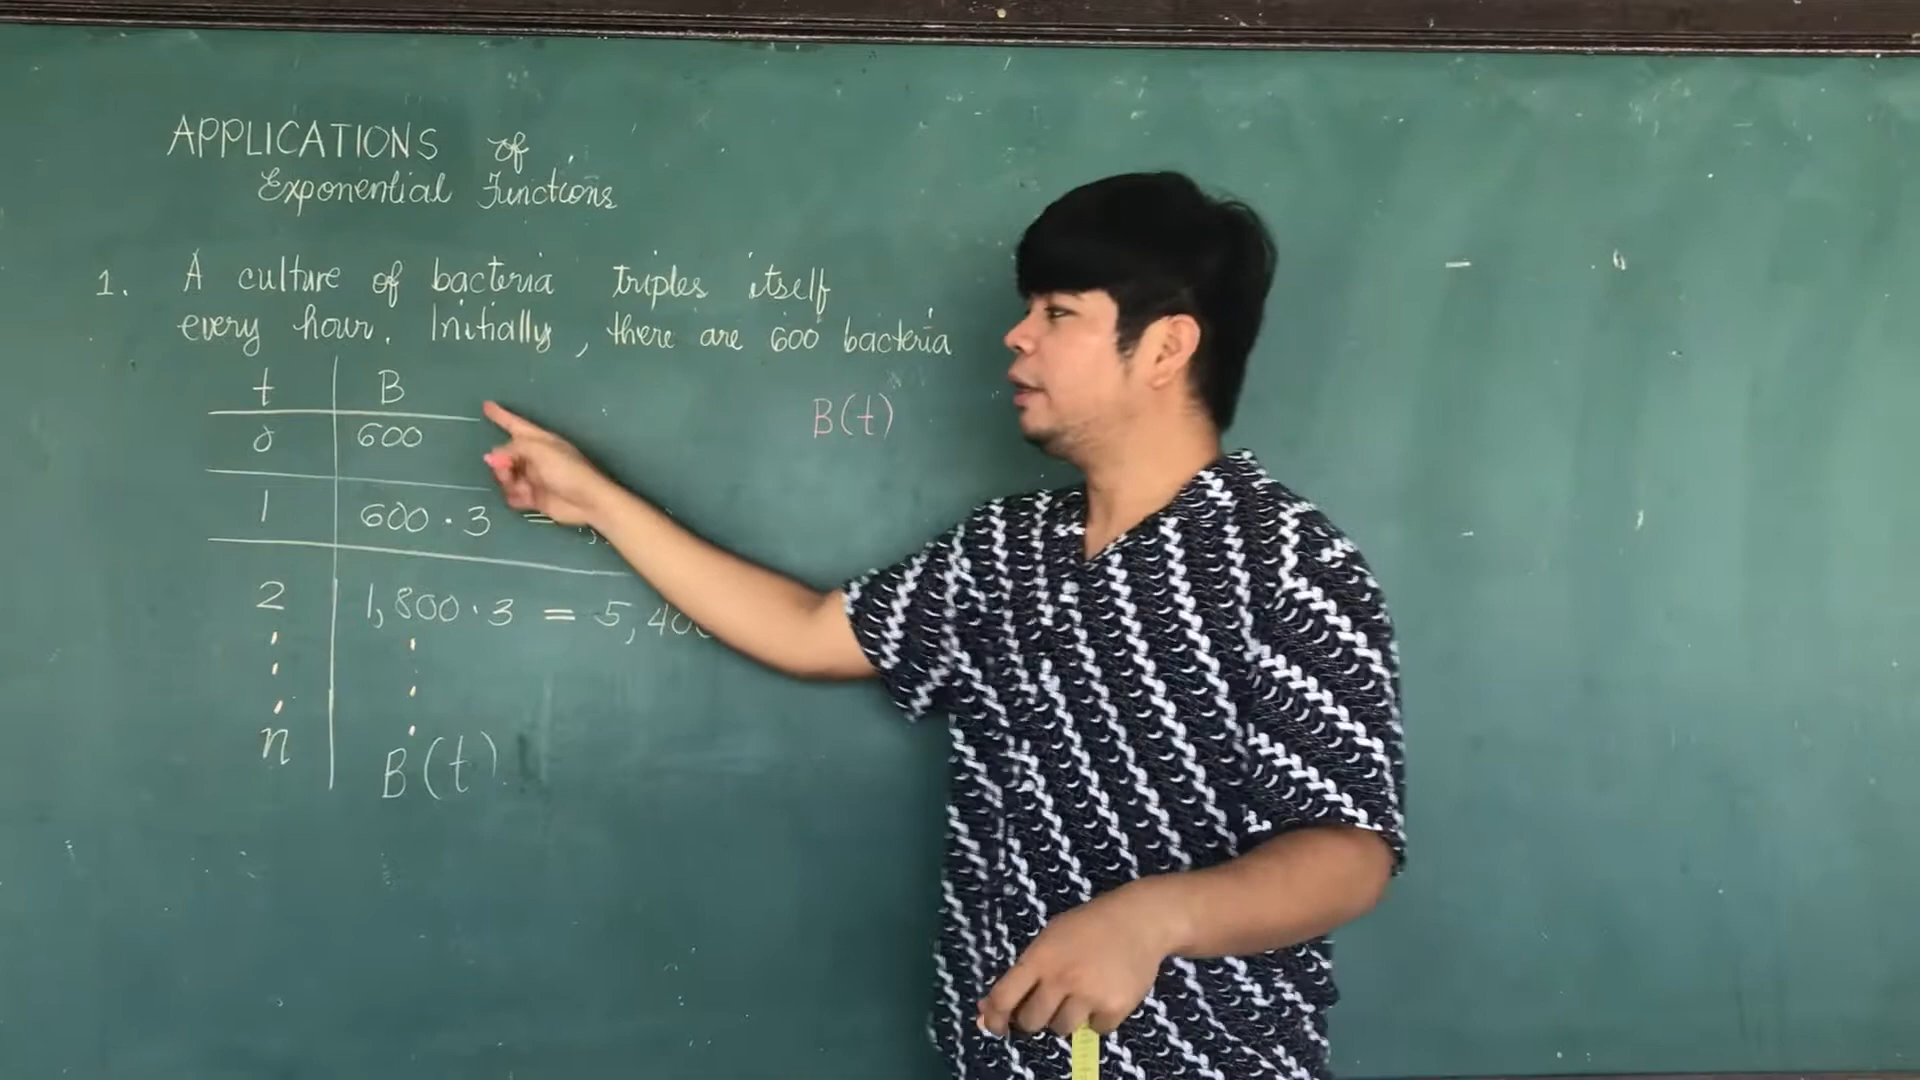 APPLICATIONS of
Exponential Functions
1. A culture of bacteria triples itself
every hour. Initially, there are 600 bacteria
t B
0 600
1 600 · 3 =
2 1,800 · 3 = 5,40
n B(t)
B(t)